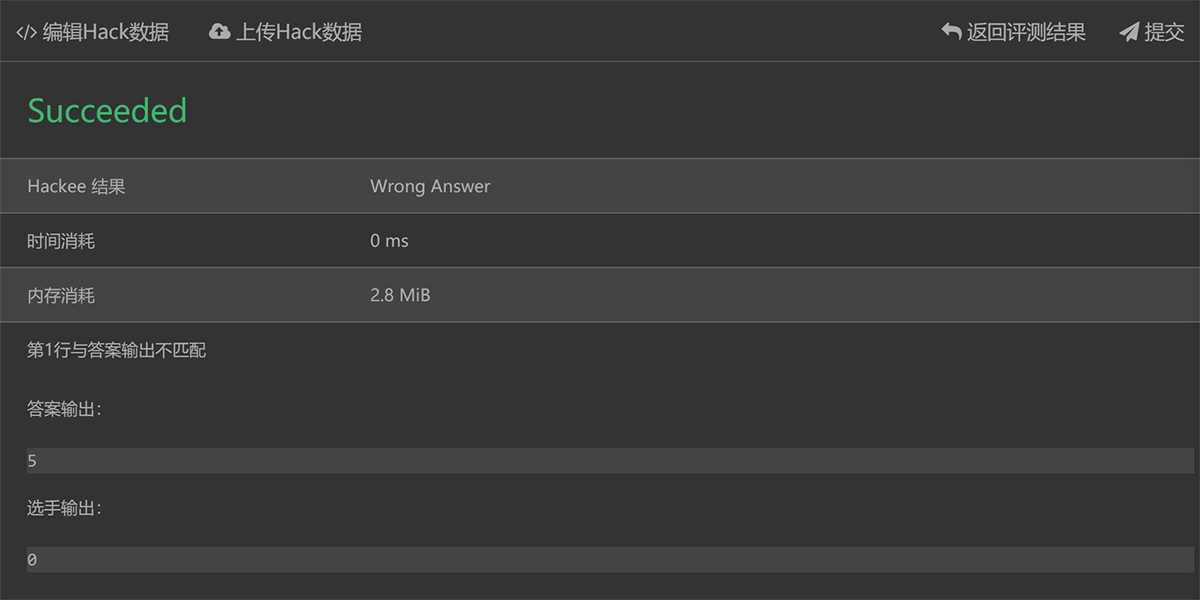 </> 编辑Hack数据 上传Hack数据 返回评测结果 提交
Succeeded
Hackee 结果 Wrong Answer
时间消耗 0 ms
内存消耗 2.8 MiB
第1行与答案输出不匹配
答案输出：
5
选手输出：
0